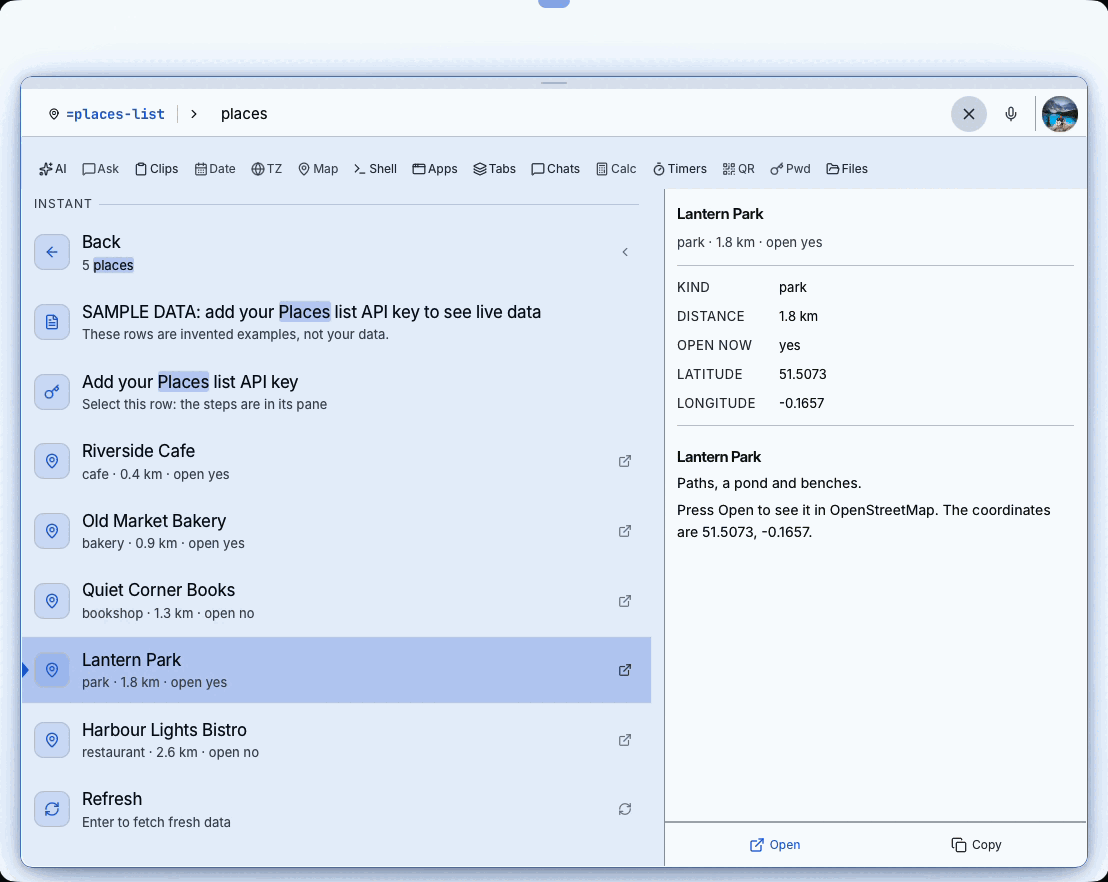 =places-list
places
AI
Ask
Clips
Date
TZ
Map
Shell
Apps
Tabs
Chats
Calc
Timers
QR
Pwd
Files
INSTANT
Back
5 places
SAMPLE DATA: add your Places list API key to see live data
These rows are invented examples, not your data.
Add your Places list API key
Select this row: the steps are in its pane
Riverside Cafe
cafe · 0.4 km · open yes
Old Market Bakery
bakery · 0.9 km · open yes
Quiet Corner Books
bookshop · 1.3 km · open no
Lantern Park
park · 1.8 km · open yes
Harbour Lights Bistro
restaurant · 2.6 km · open no
Refresh
Enter to fetch fresh data
Lantern Park
park · 1.8 km · open yes
KIND park
DISTANCE 1.8 km
OPEN NOW yes
LATITUDE 51.5073
LONGITUDE -0.1657
Lantern Park
Paths, a pond and benches.
Press Open to see it in OpenStreetMap. The coordinates
are 51.5073, -0.1657.
Open
Copy